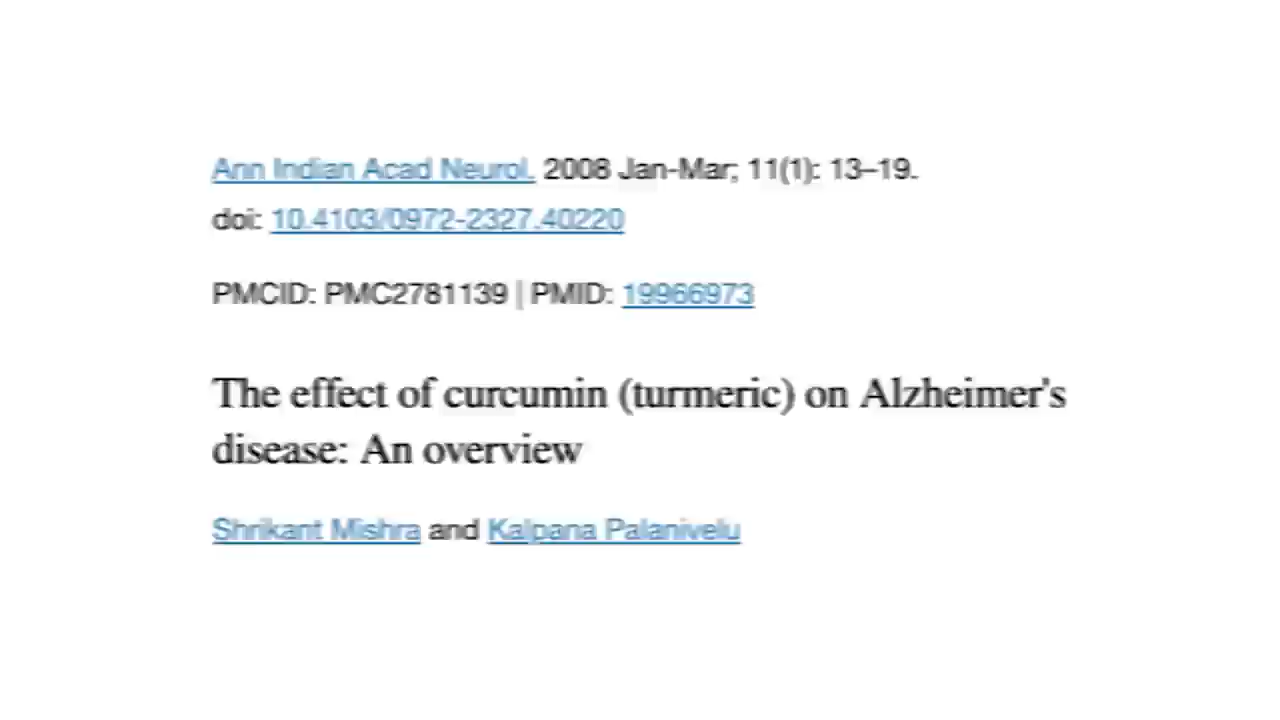 Ann Indian Acad Neurol. 2008 Jan-Mar; 11(1): 13–19.
doi: 10.4103/0972-2327.40220
PMCID: PMC2781139 | PMID: 19966973
The effect of curcumin (turmeric) on Alzheimer's
disease: An overview
Shrikant Mishra and Kalpana Palanivelu